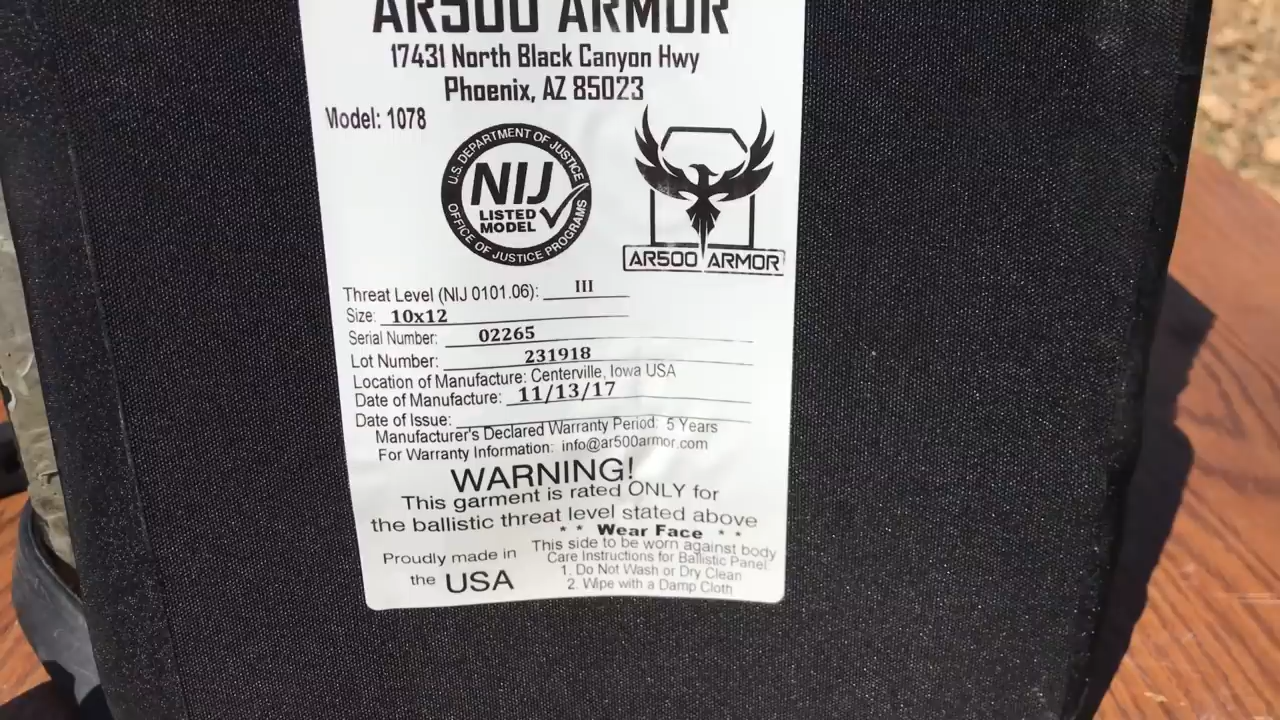 AR500 ARMOR
17431 North Black Canyon Hwy
Phoenix, AZ 85023
Model: 1078
U.S. DEPARTMENT OF JUSTICE
NIJ
LISTED
MODEL
OFFICE OF JUSTICE PROGRAMS
AR500 ARMOR
Threat Level (NIJ 0101.06): III
Size: 10x12
Serial Number: 02265
Lot Number: 231918
Location of Manufacture: Centerville, Iowa USA
Date of Manufacture: 11/13/17
Date of Issue:
Manufacturer's Declared Warranty Period: 5 Years
For Warranty Information: info@ar500armor.com
WARNING!
This garment is rated ONLY for
the ballistic threat level stated above
* * Wear Face * *
This side to be worn against body
Care Instructions for Ballistic Panel
1. Do Not Wash or Dry Clean
2. Wipe with a Damp Cloth
Proudly made in
the USA